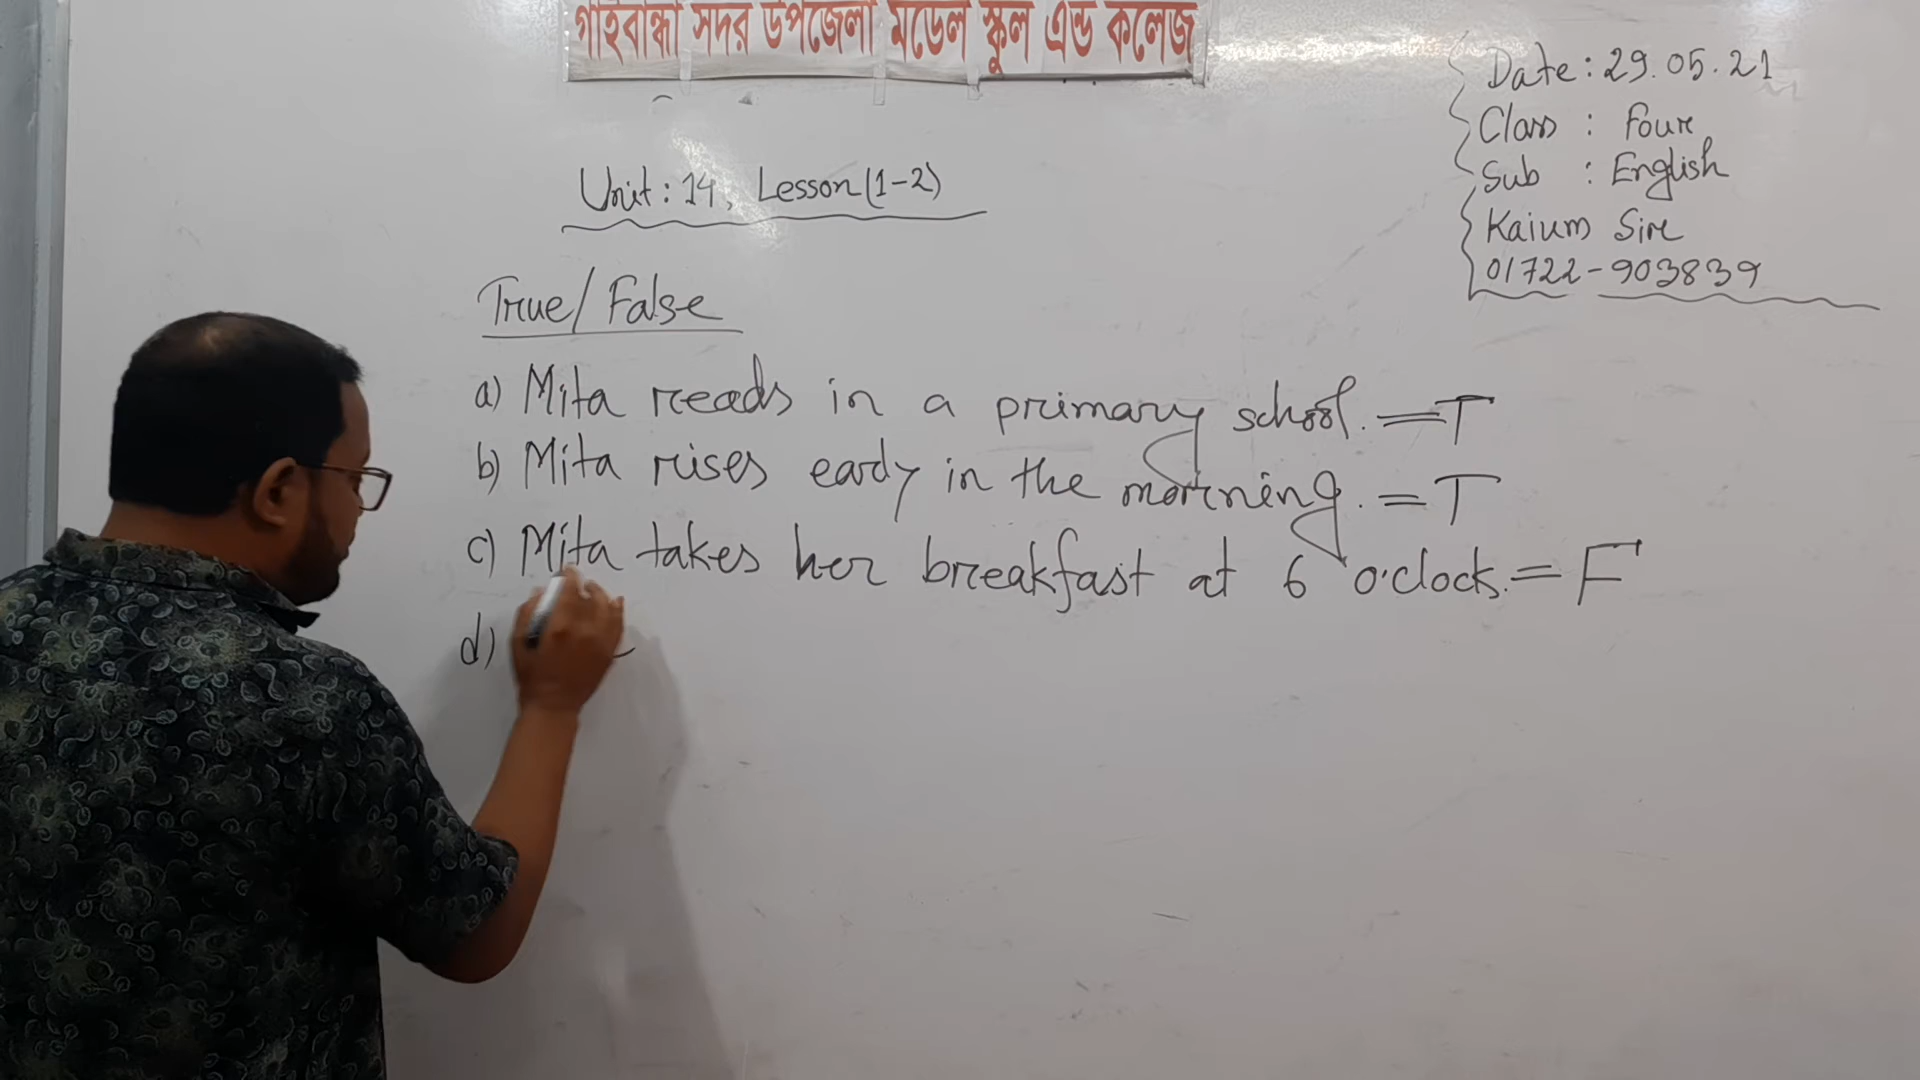 গাইবান্ধা সদর উপজেলা মডেল স্কুল এন্ড কলেজ
Date: 29.05.21
Class : Four
Sub : English
Kaium Sir
01722-903839
Unit: 14, Lesson (1-2)
True/False
a) Mita reads in a primary school. = T
b) Mita rises early in the morning. = T
c) Mita takes her breakfast at 6 o'clock. = F
d)